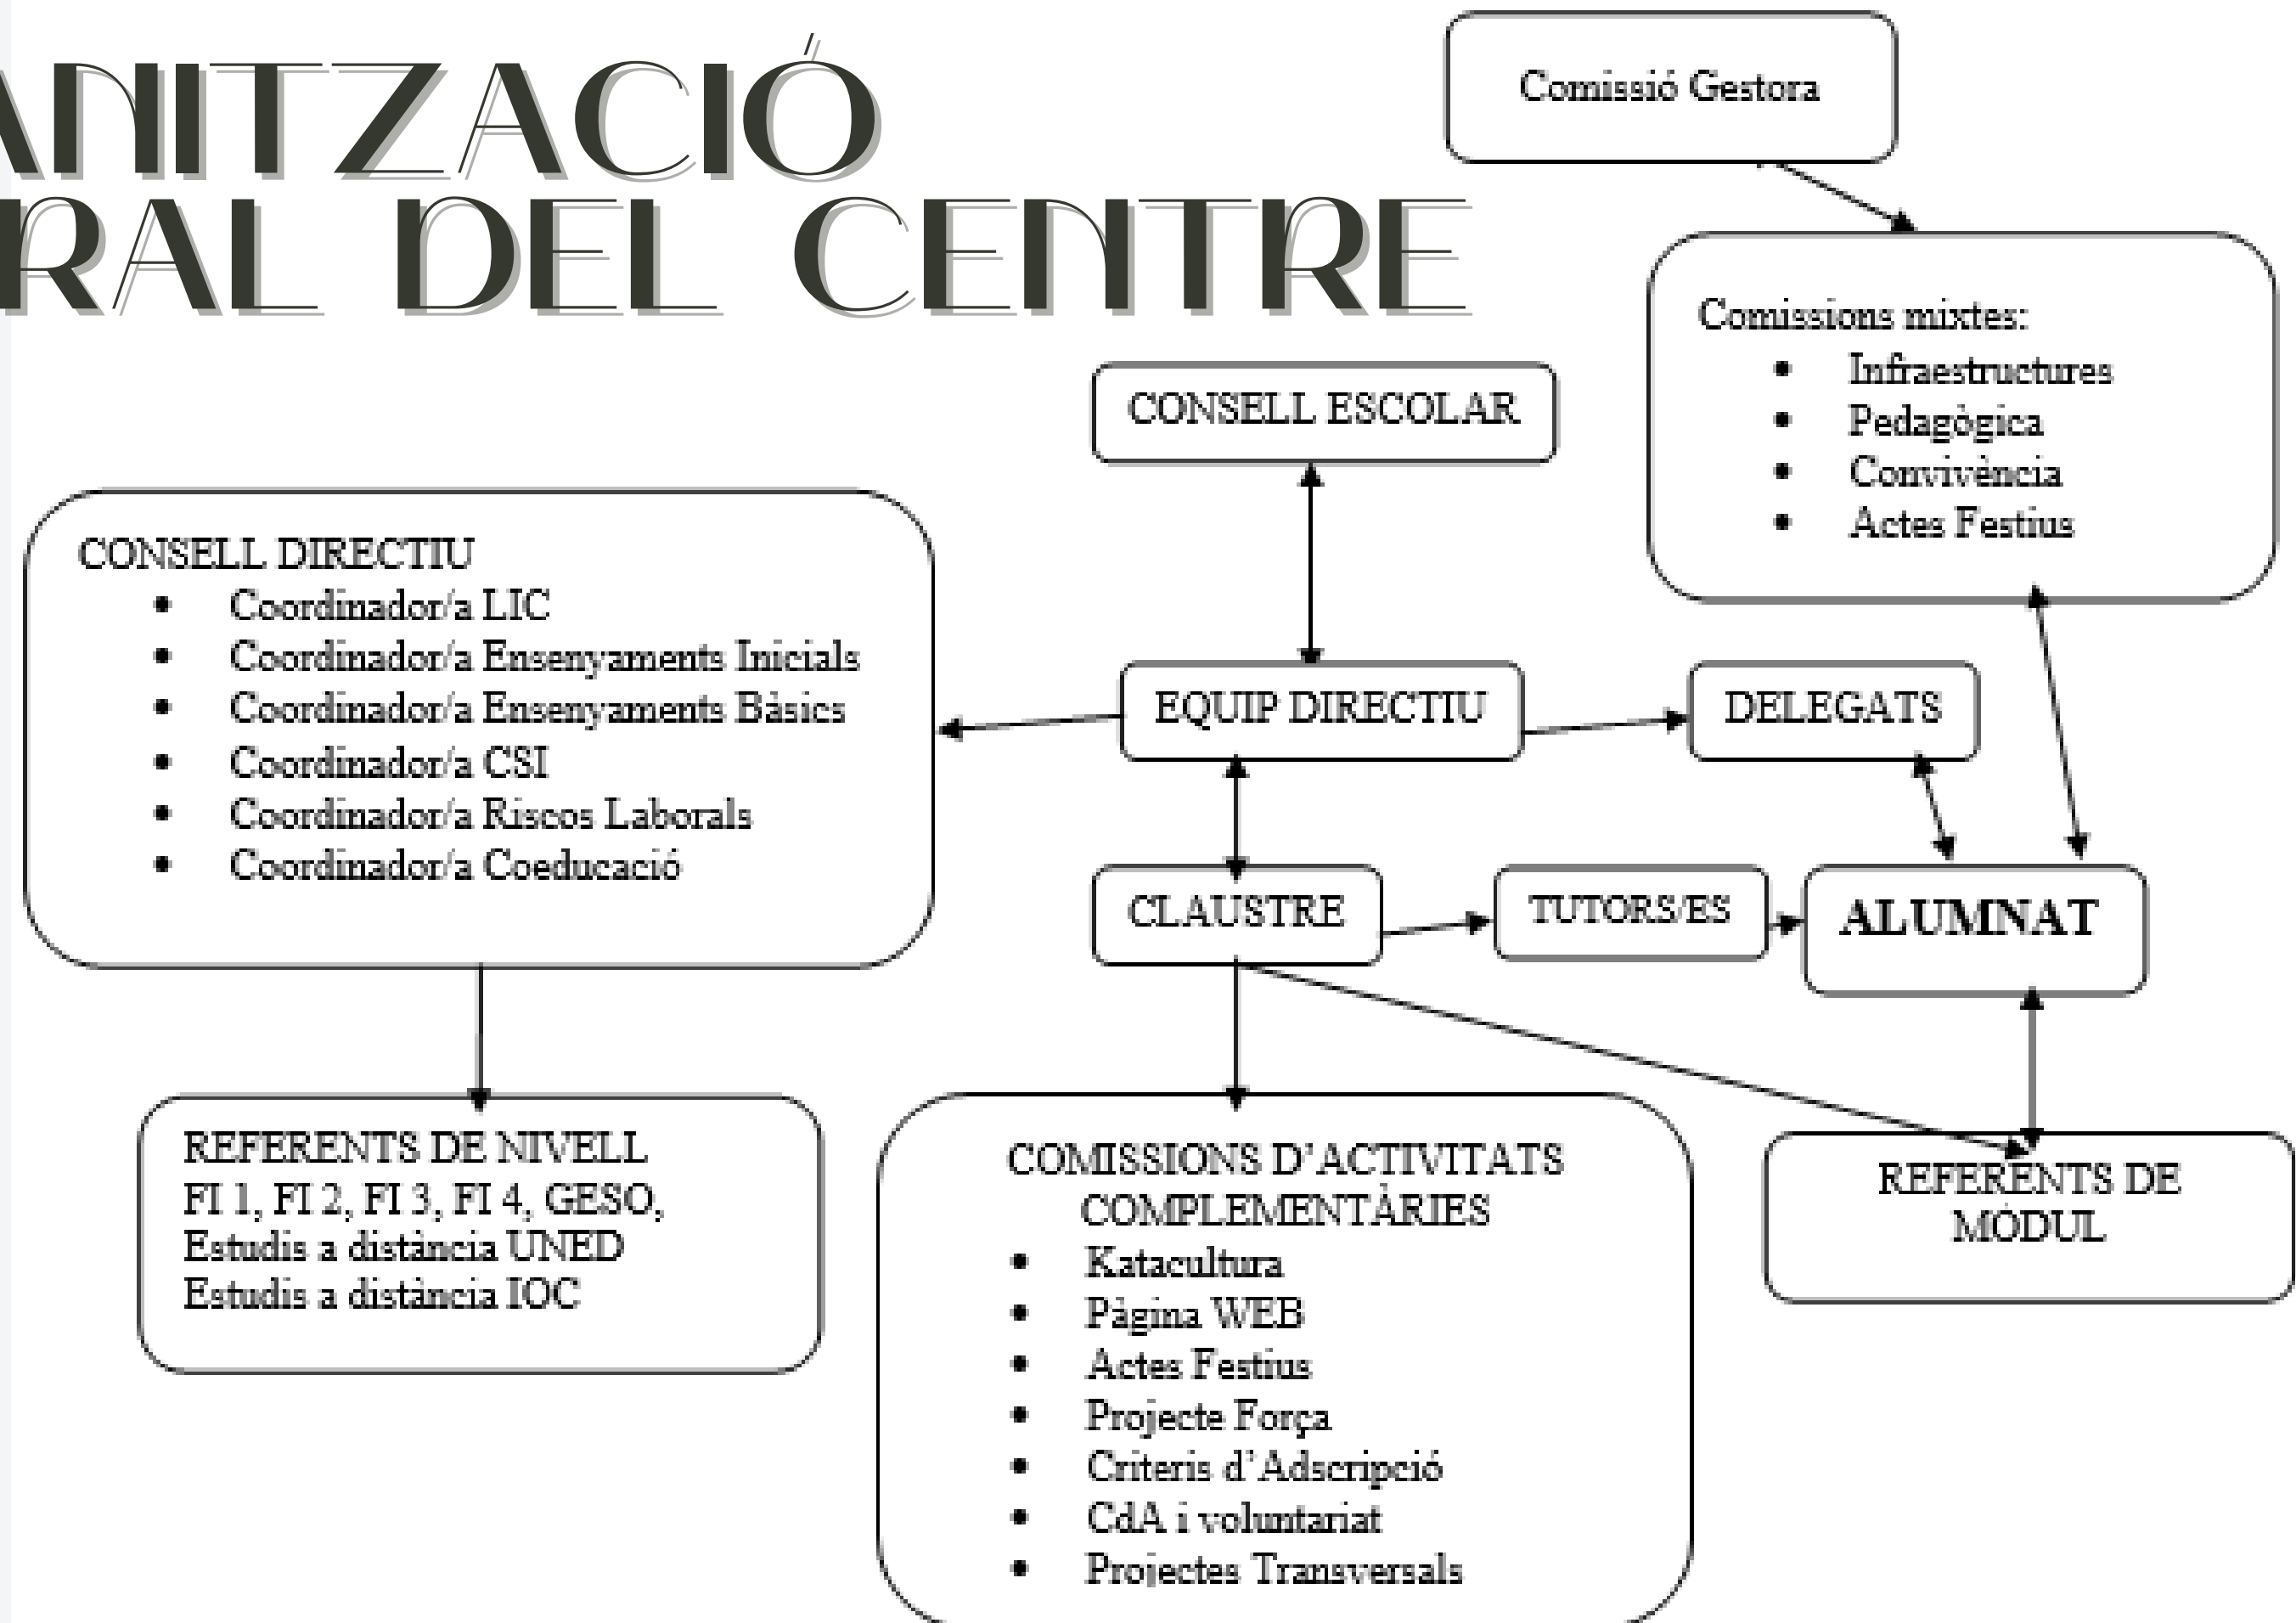 ANITZACIÓ
RAL DEL CENTRE
Comissió Gestora
Comissions mixtes:
• Infraestructures
• Pedagògica
• Convivència
• Actes Festius
CONSELL ESCOLAR
CONSELL DIRECTIU
• Coordinador/a LIC
• Coordinador/a Ensenyaments Inicials
• Coordinador/a Ensenyaments Bàsics
• Coordinador/a CSI
• Coordinador/a Riscos Laborals
• Coordinador/a Coeducació
EQUIP DIRECTIU
DELEGATS
CLAUSTRE
TUTORS/ES
ALUMNAT
REFERENTS DE NIVELL
FI 1, FI 2, FI 3, FI 4, GESO,
Estudis a distància UNED
Estudis a distància IOC
COMISSIONS D'ACTIVITATS
COMPLEMENTÀRIES
• Katacultura
• Pàgina WEB
• Actes Festius
• Projecte Força
• Criteris d'Adscripció
• CdA i voluntariat
• Projectes Transversals
REFERENTS DE
MÒDUL